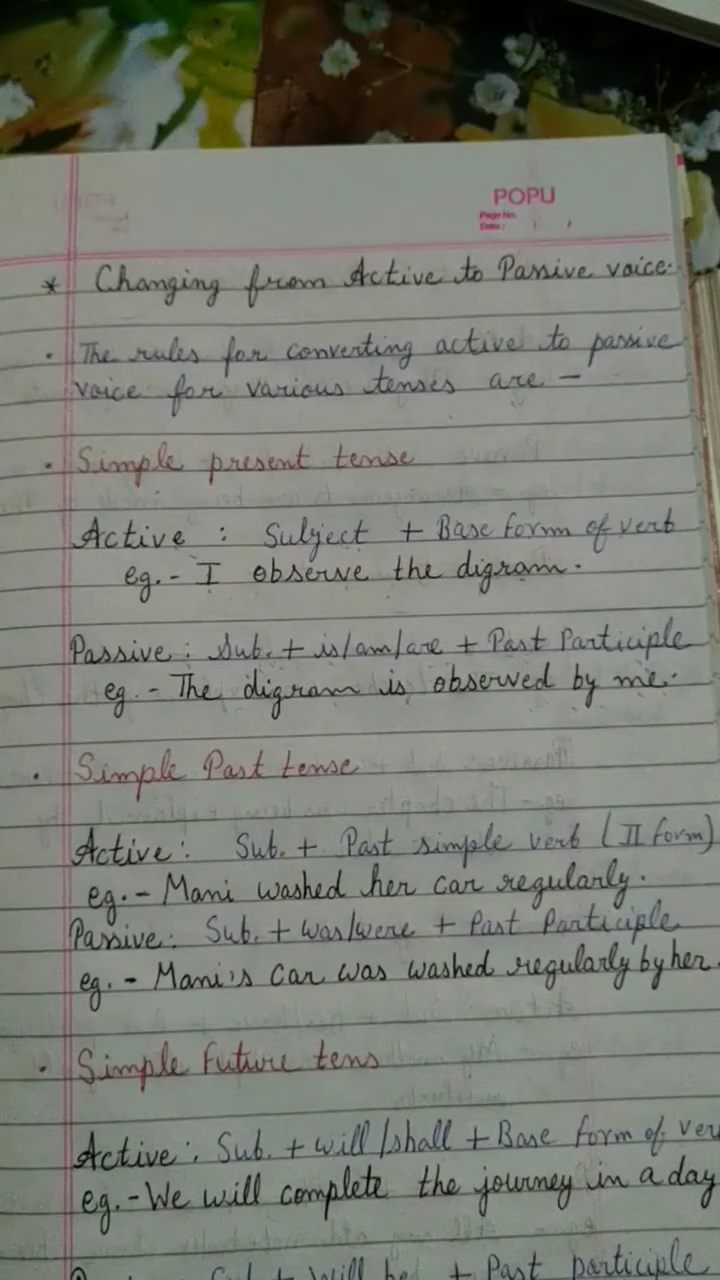 POPU
Page No.
Date: / /
* Changing from Active to Passive voice:
• The rules for converting active to passive
voice for various tenses are -
• Simple present tense
Active : Sulject + Base form of verb
eg. - I observe the digram.
Passive : Sub. + is/am/are + Past Participle
eg. - The digram is observed by me.
• Simple Past tense
Active : Sub. + Past simple verb (II form)
eg. - Mani washed her car regularly.
Passive : Sub. + was/were + Past Participle
eg. - Mani's car was washed regularly by her.
• Simple Future tens
Active : Sub. + will/shall + Base form of ver
eg. - We will complete the journey in a day
+ will be + Past participle